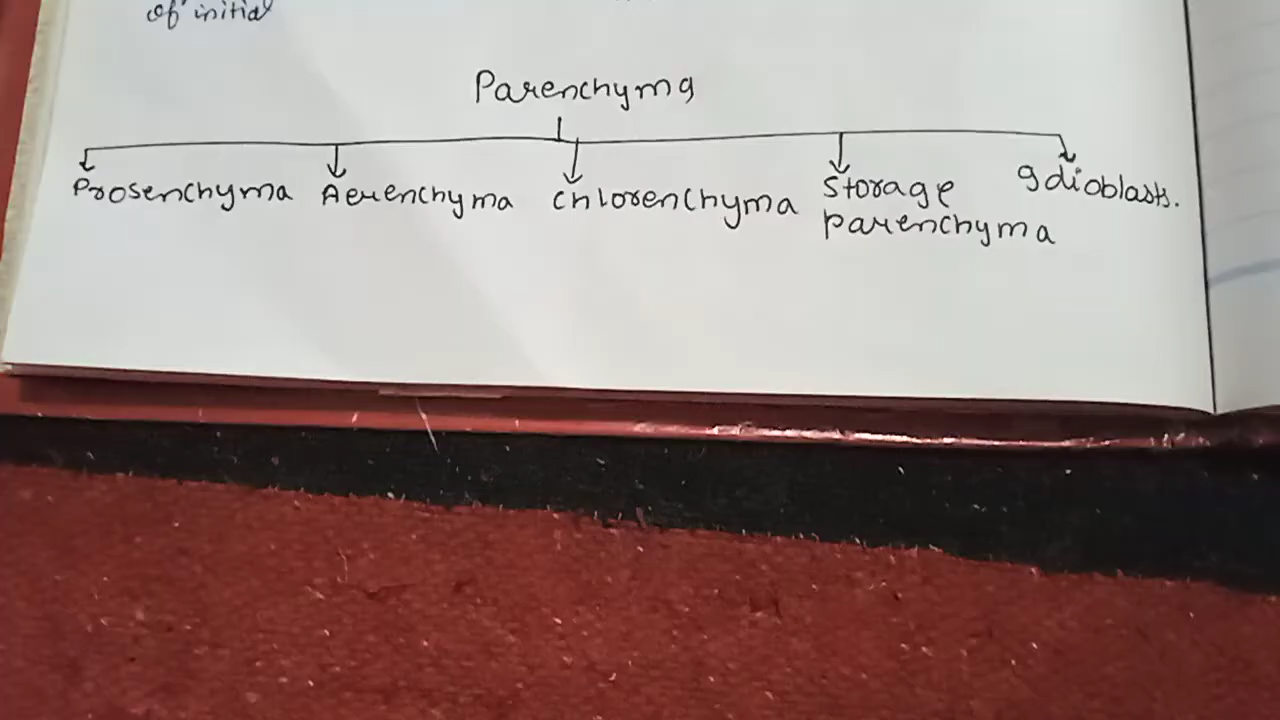 of initial
Parenchyma
Prosenchyma Aerenchyma Chlorenchyma Storage Idioblasts.
parenchyma